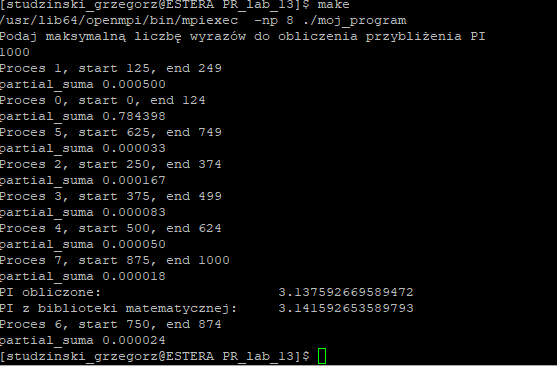 [studzinski_grzegorz@ESTERA PR_lab_13]$ make
/usr/lib64/openmpi/bin/mpiexec  -np 8 ./moj_program
Podaj maksymalną liczbę wyrazów do obliczenia przybliżenia PI
1000
Proces 1, start 125, end 249
partial_suma 0.000500
Proces 0, start 0, end 124
partial_suma 0.784398
Proces 5, start 625, end 749
partial_suma 0.000033
Proces 2, start 250, end 374
partial_suma 0.000167
Proces 3, start 375, end 499
partial_suma 0.000083
Proces 4, start 500, end 624
partial_suma 0.000050
Proces 7, start 875, end 1000
partial_suma 0.000018
PI obliczone:                          3.137592669589472
PI z biblioteki matematycznej:     3.141592653589793
Proces 6, start 750, end 874
partial_suma 0.000024
[studzinski_grzegorz@ESTERA PR_lab_13]$